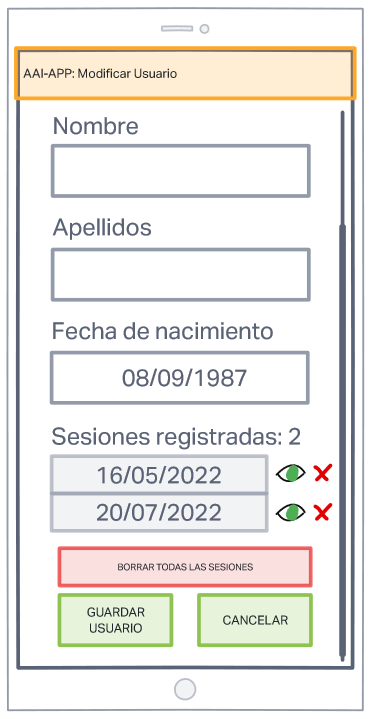 AAI-APP: Modificar Usuario
Nombre
Apellidos
Fecha de nacimiento
08/09/1987
Sesiones registradas: 2
16/05/2022
20/07/2022
BORRAR TODAS LAS SESIONES
GUARDAR
USUARIO
CANCELAR